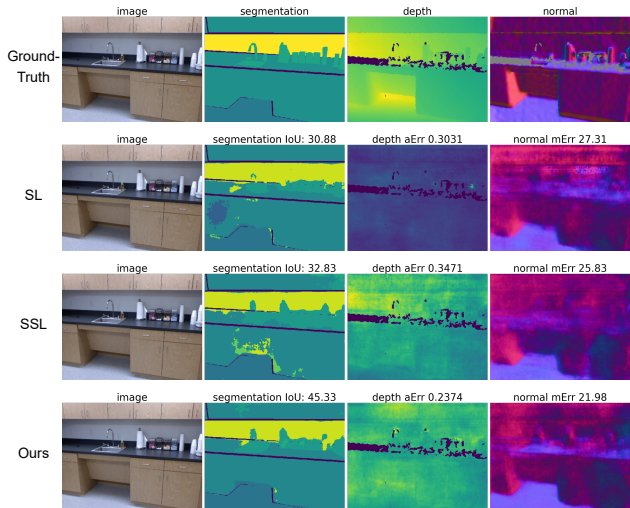 image segmentation depth normal
Ground-
Truth
image segmentation IoU: 30.88 depth aErr 0.3031 normal mErr 27.31
SL
image segmentation IoU: 32.83 depth aErr 0.3471 normal mErr 25.83
SSL
image segmentation IoU: 45.33 depth aErr 0.2374 normal mErr 21.98
Ours